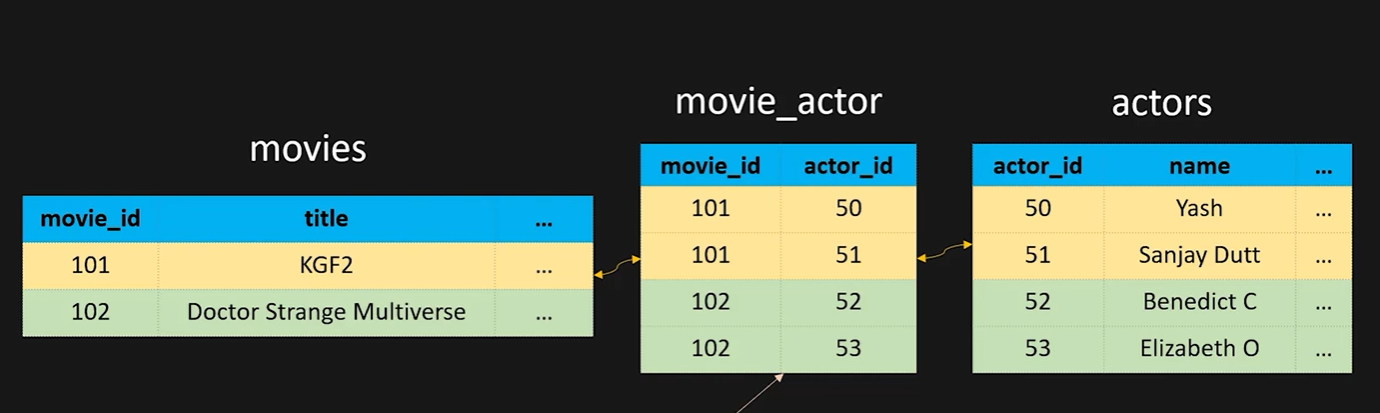 movies
movie_id title ...
101 KGF2 ...
102 Doctor Strange Multiverse ...
movie_actor
movie_id actor_id
101 50
101 51
102 52
102 53
actors
actor_id name ...
50 Yash ...
51 Sanjay Dutt ...
52 Benedict C ...
53 Elizabeth O ...